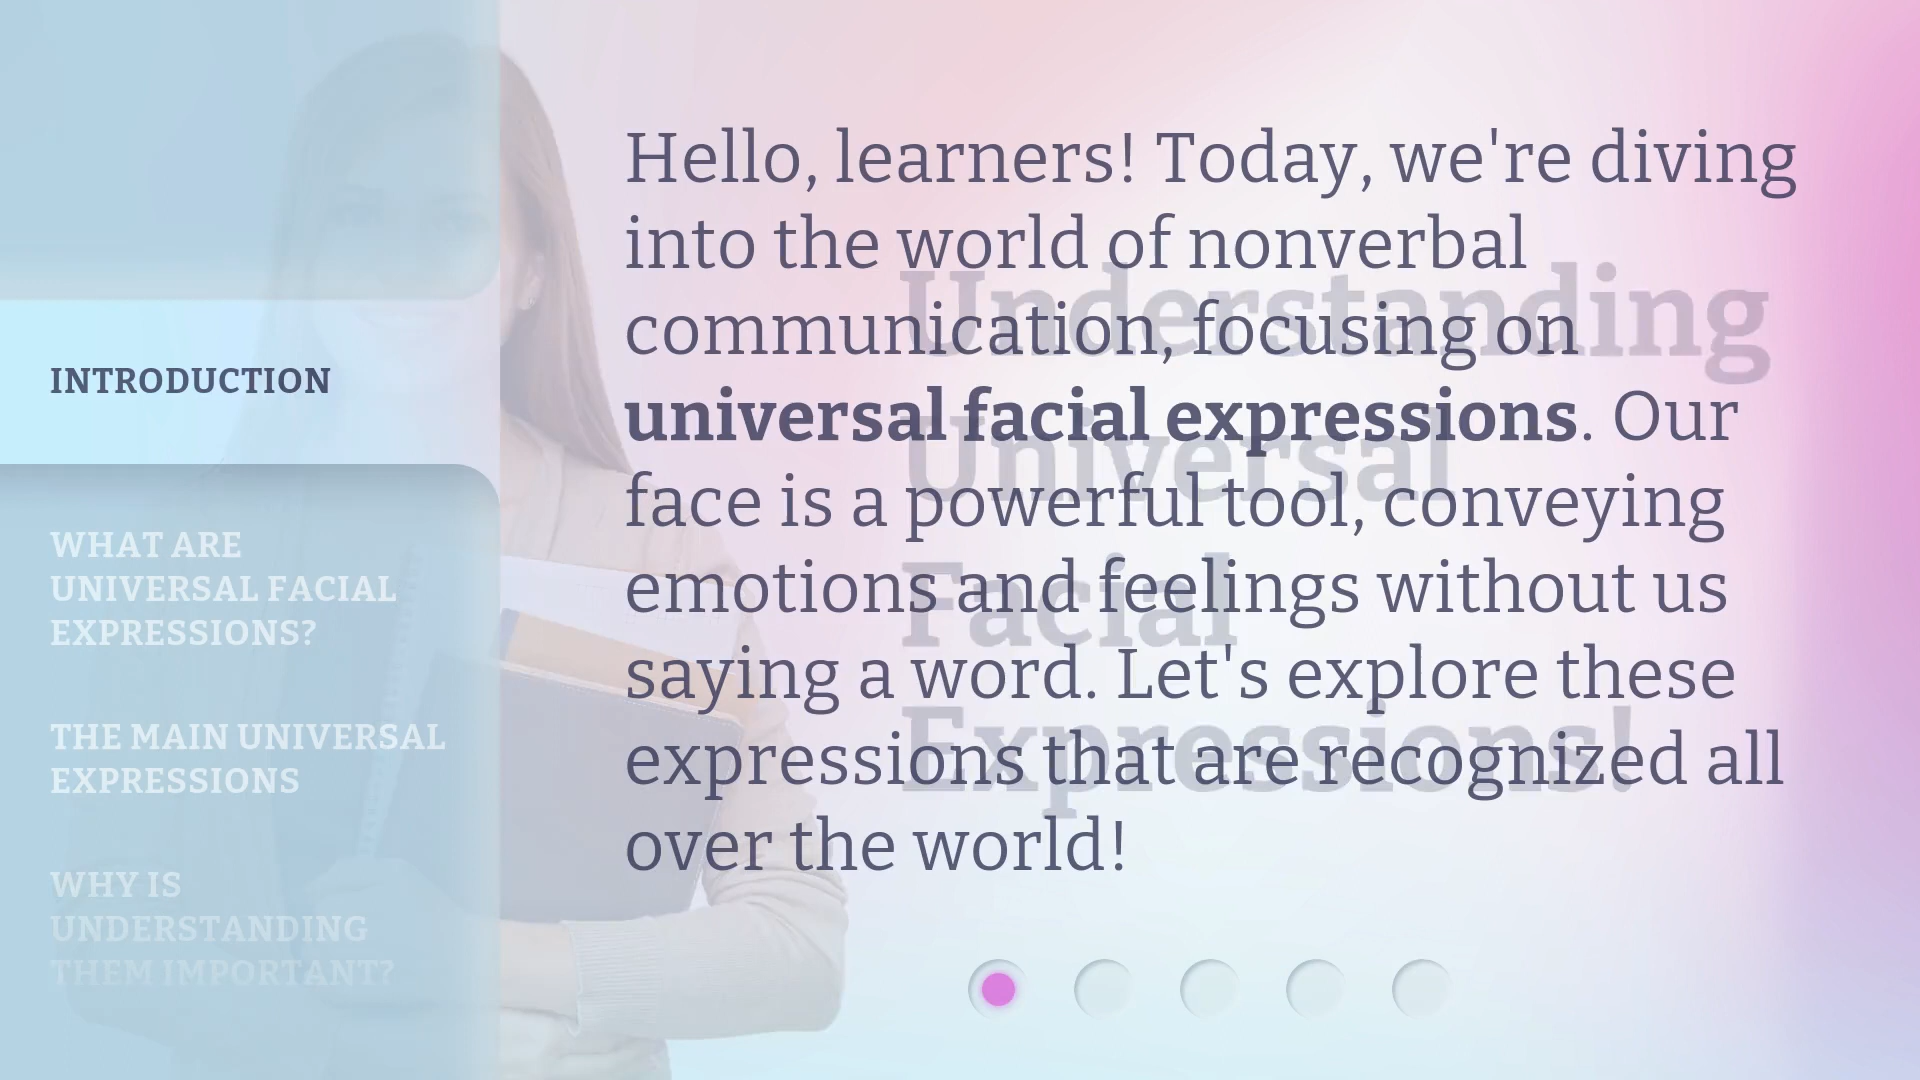 INTRODUCTION
WHAT ARE
UNIVERSAL FACIAL
EXPRESSIONS?
THE MAIN UNIVERSAL
EXPRESSIONS
WHY IS
UNDERSTANDING
THEM IMPORTANT?
Hello, learners! Today, we're diving
into the world of nonverbal
communication, focusing on
universal facial expressions. Our
face is a powerful tool, conveying
emotions and feelings without us
saying a word. Let's explore these
expressions that are recognized all
over the world!
Understanding
Universal
Facial
Expressions!